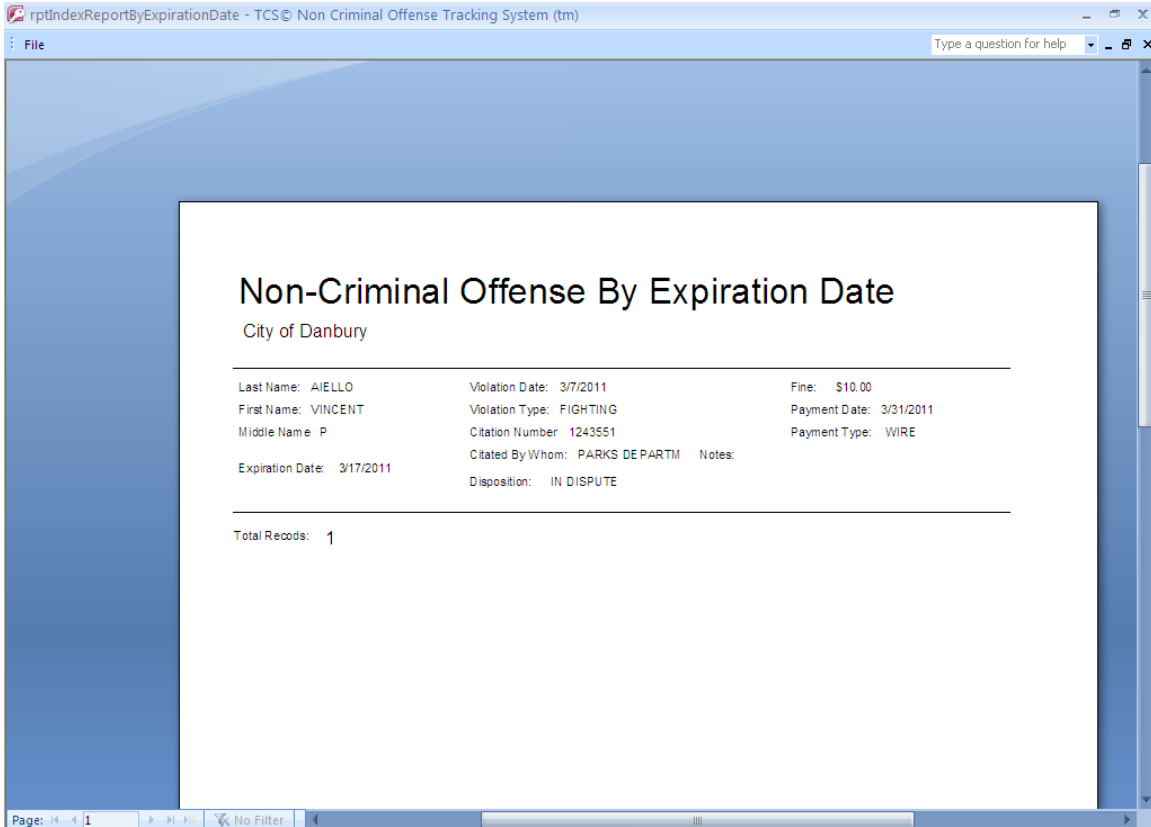 rptIndexReportByExpirationDate - TCS© Non Criminal Offense Tracking System (tm)
File
Type a question for help
Non-Criminal Offense By Expiration Date
City of Danbury
Last Name: AIELLO Violation Date: 3/7/2011 Fine: $10.00
First Name: VINCENT Violation Type: FIGHTING Payment Date: 3/31/2011
Middle Name P Citation Number 1243551 Payment Type: WIRE
Citated By Whom: PARKS DEPARTM Notes:
Expiration Date: 3/17/2011
Disposition: IN DISPUTE
Total Recods: 1
Page: 1 No Filter